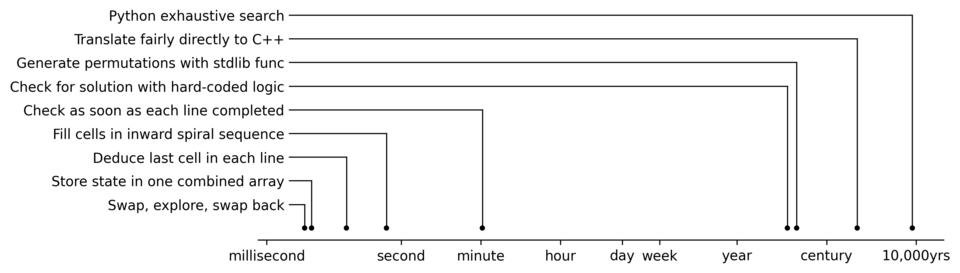 Python exhaustive search
Translate fairly directly to C++
Generate permutations with stdlib func
Check for solution with hard-coded logic
Check as soon as each line completed
Fill cells in inward spiral sequence
Deduce last cell in each line
Store state in one combined array
Swap, explore, swap back
millisecond second minute hour day week year century 10,000yrs